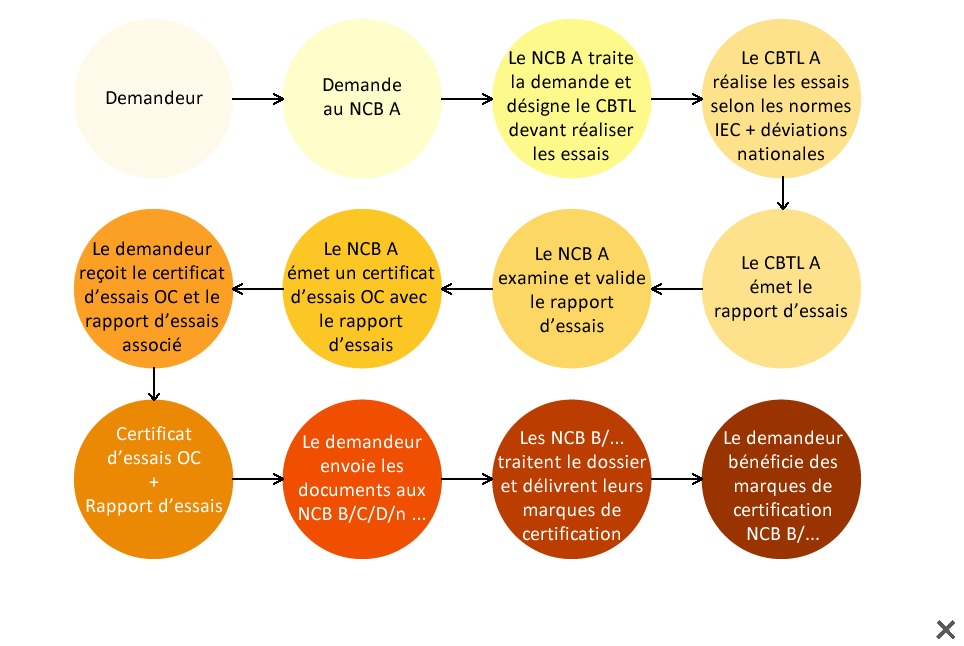 Demandeur
Demande
au NCB A
Le NCB A traite
la demande et
désigne le CBTL
devant réaliser
les essais
Le CBTL A
réalise les essais
selon les normes
IEC + déviations
nationales
Le CBTL A
émet le
rapport d’essais
Le NCB A
examine et valide
le rapport
d’essais
Le NCB A
émet un certificat
d’essais OC avec
le rapport
d’essais
Le demandeur
reçoit le certificat
d’essais OC et le
rapport d’essais
associé
Certificat
d’essais OC
+
Rapport d’essais
Le demandeur
envoie les
documents aux
NCB B/C/D/n ...
Les NCB B/...
traitent le dossier
et délivrent leurs
marques de
certification
Le demandeur
bénéficie des
marques de
certification
NCB B/...